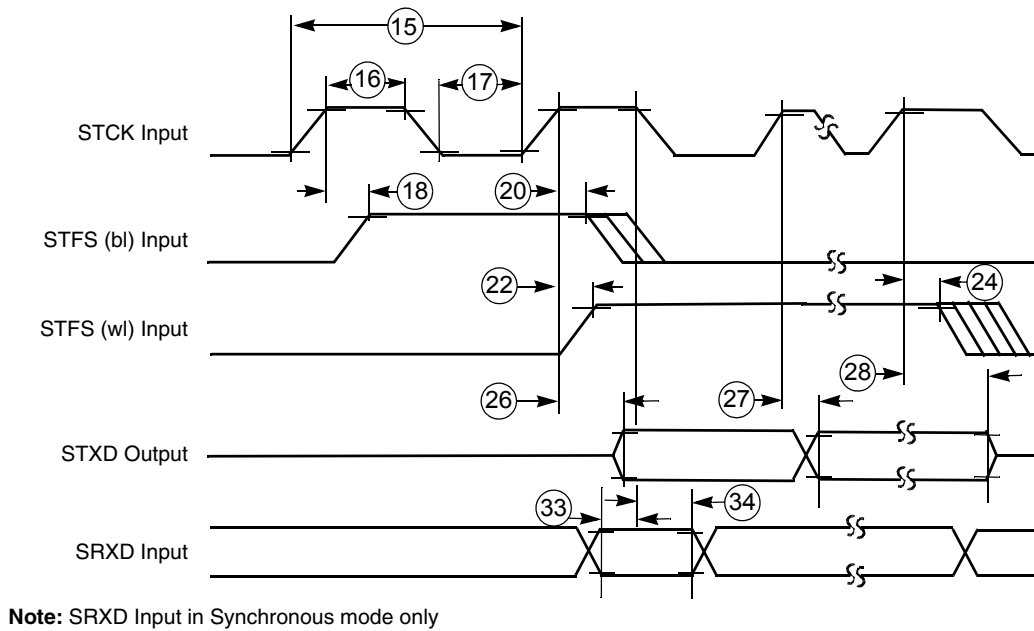 15
16
17
STCK Input
18
20
STFS (bl) Input
22
24
STFS (wl) Input
28
26
27
STXD Output
33
34
SRXD Input
Note: SRXD Input in Synchronous mode only